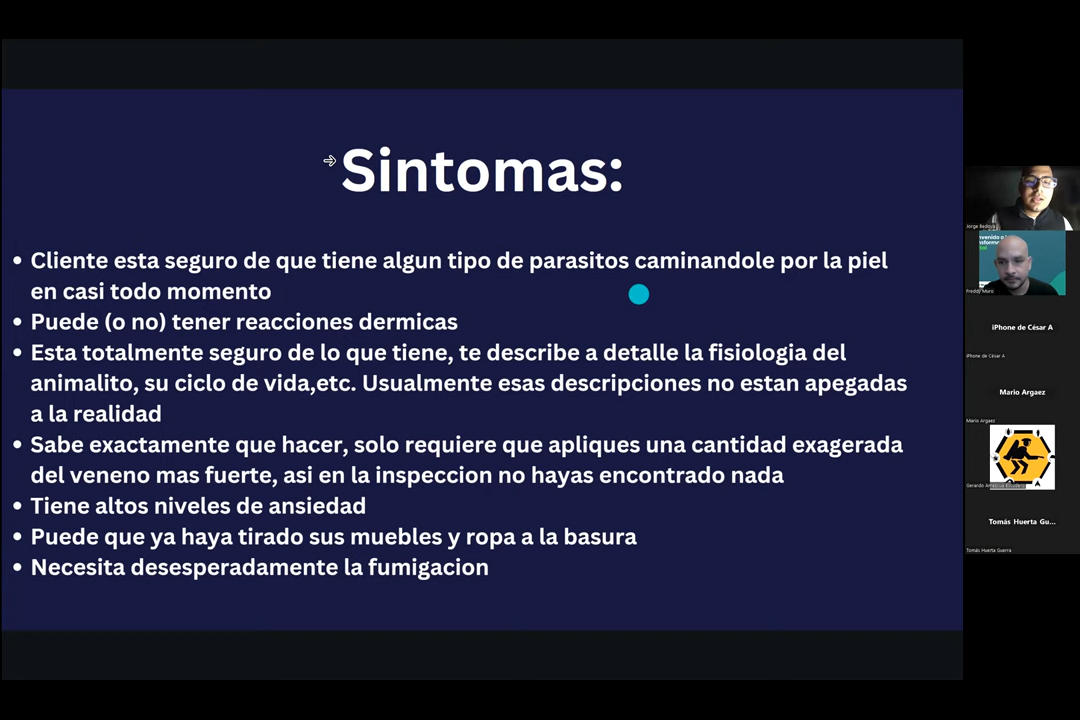 Sintomas:
• Cliente esta seguro de que tiene algun tipo de parasitos caminandole por la piel
en casi todo momento
• Puede (o no) tener reacciones dermicas
• Esta totalmente seguro de lo que tiene, te describe a detalle la fisiologia del
animalito, su ciclo de vida,etc. Usualmente esas descripciones no estan apegadas
a la realidad
• Sabe exactamente que hacer, solo requiere que apliques una cantidad exagerada
del veneno mas fuerte, asi en la inspeccion no hayas encontrado nada
• Tiene altos niveles de ansiedad
• Puede que ya haya tirado sus muebles y ropa a la basura
• Necesita desesperadamente la fumigacion
Jorge
Freddy Muro
iPhone de César A
iPhone de César A
Mario Argaez
Mario Argaez
Gerardo
Tomás Huerta Gu...
Tomás Huerta Guerra